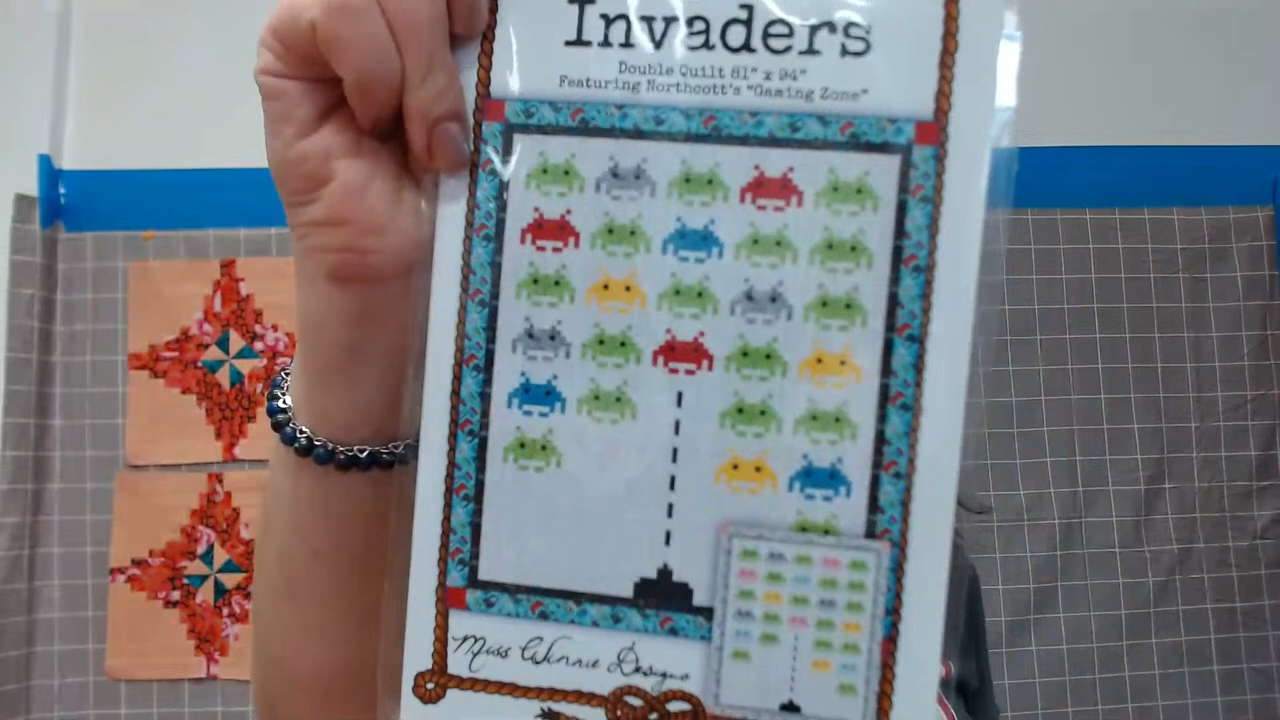 Invaders
Double Quilt 81" x 94"
Featuring Northcott's "Gaming Zone"
Miss Winnie Designs